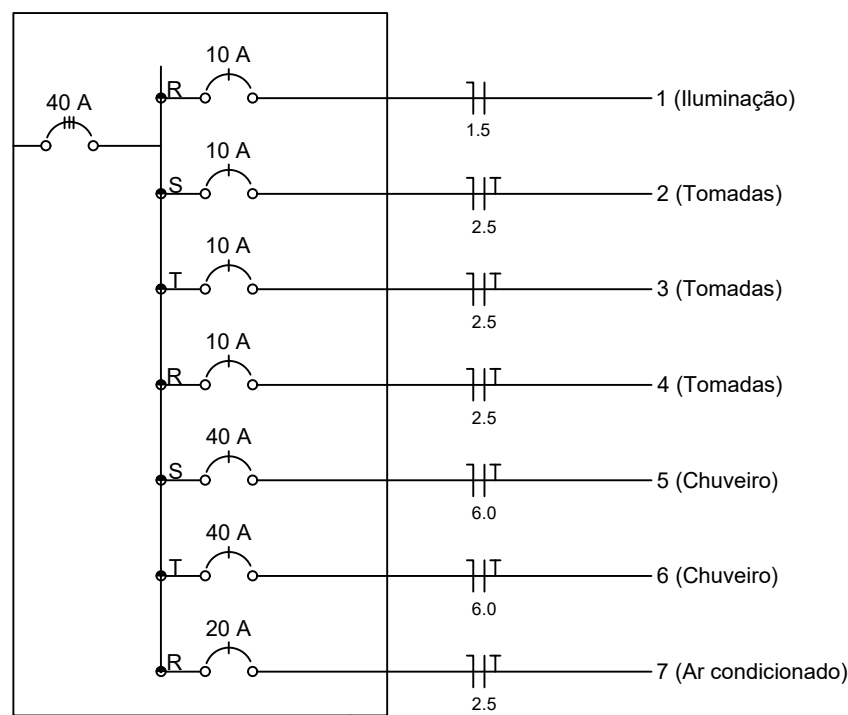 10 A
R
1 (Iluminação)
1.5
40 A
10 A
S
T
2 (Tomadas)
2.5
10 A
T
T
3 (Tomadas)
2.5
10 A
R
T
4 (Tomadas)
2.5
40 A
S
T
5 (Chuveiro)
6.0
40 A
T
T
6 (Chuveiro)
6.0
20 A
R
T
7 (Ar condicionado)
2.5